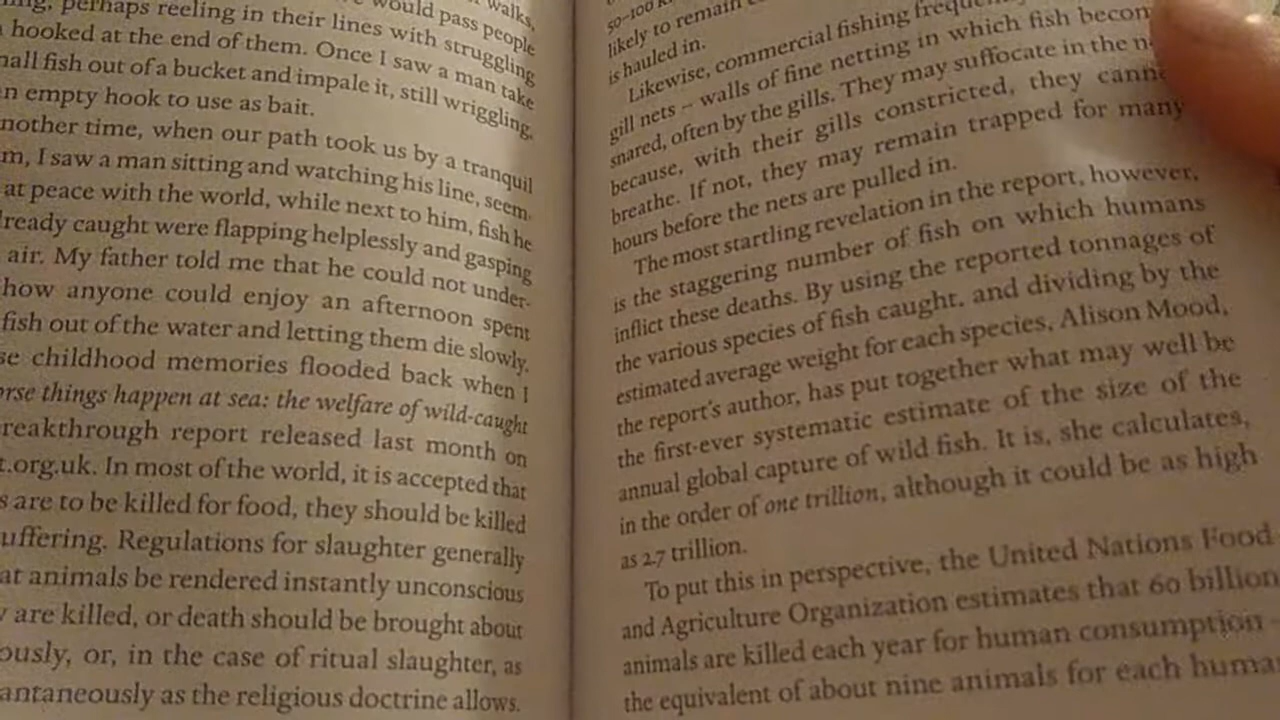 walks,
would pass people
perhaps reeling in their lines with struggling
hooked at the end of them. Once I saw a man take
fish out of a bucket and impale it, still wriggling,
empty hook to use as bait.
nother time, when our path took us by a tranquil
m, I saw a man sitting and watching his line, seem-
at peace with the world, while next to him, fish he
lready caught were flapping helplessly and gasping
air. My father told me that he could not under-
how anyone could enjoy an afternoon spent
fish out of the water and letting them die slowly.
se childhood memories flooded back when I
orse things happen at sea: the welfare of wild-caught
reakthrough report released last month on
t.org.uk. In most of the world, it is accepted that
s are to be killed for food, they should be killed
uffering. Regulations for slaughter generally
at animals be rendered instantly unconscious
y are killed, or death should be brought about
ously, or, in the case of ritual slaughter, as
antaneously as the religious doctrine allows.
50–100
likely to remain
is hauled in.
Likewise, commercial fishing
gill nets – walls of fine netting in which fish becom
snared, often by the gills. They may suffocate in the n
because, with their gills constricted, they cann
breathe. If not, they may remain trapped for many
hours before the nets are pulled in.
The most startling revelation in the report, however,
is the staggering number of fish on which humans
inflict these deaths. By using the reported tonnages of
the various species of fish caught, and dividing by the
estimated average weight for each species, Alison Mood,
the report's author, has put together what may well be
the first-ever systematic estimate of the size of the
annual global capture of wild fish. It is, she calculates,
in the order of one trillion, although it could be as high
as 2.7 trillion.
To put this in perspective, the United Nations Food
and Agriculture Organization estimates that 60 billion
animals are killed each year for human consumption –
the equivalent of about nine animals for each huma